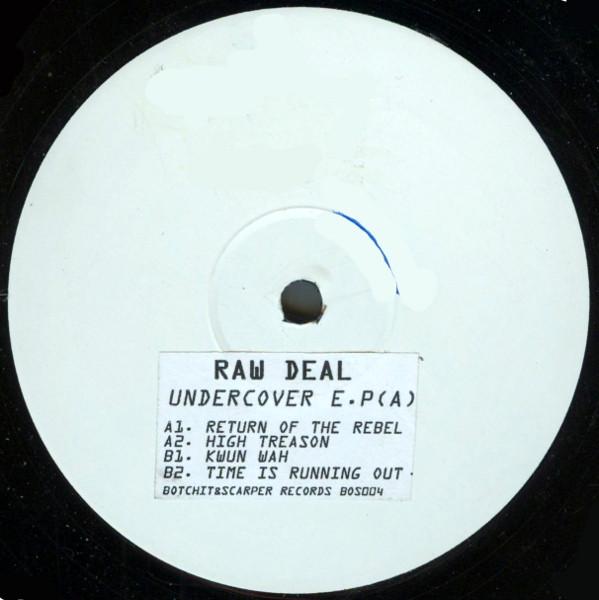 RAW DEAL
UNDERCOVER E.P(A)
A1. RETURN OF THE REBEL
A2. HIGH TREASON
B1. KWUN WAH
B2. TIME IS RUNNING OUT.
BOTCHIT&SCARPER RECORDS BOS004